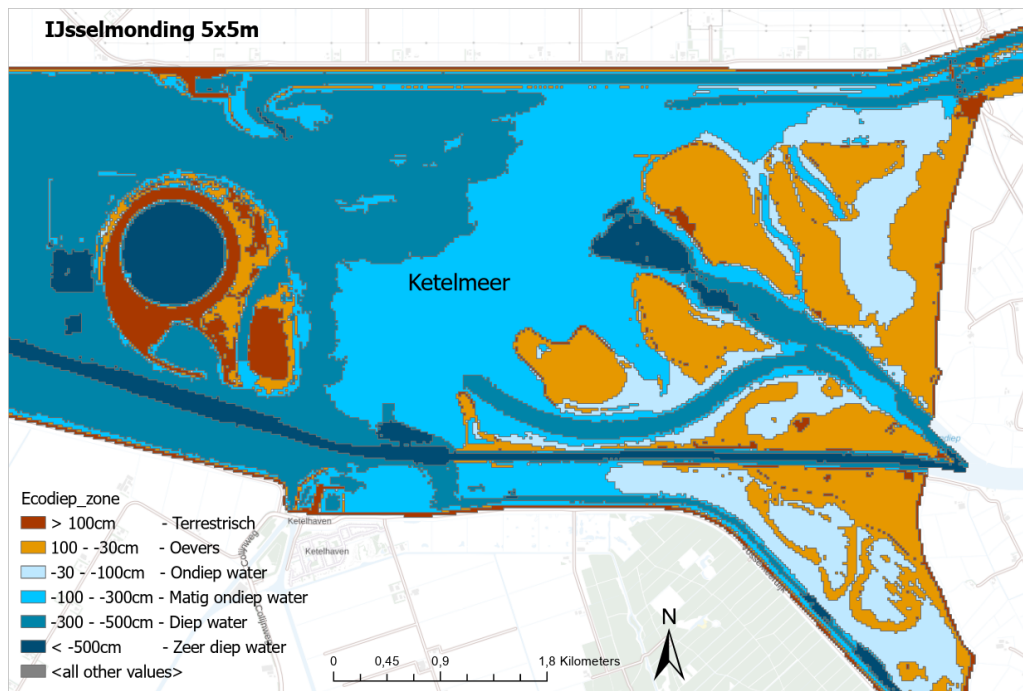 IJsselmonding 5x5m
Ketelmeer
Ecodiep_zone
> 100cm - Terrestrisch
100 - -30cm - Oevers
-30 - -100cm - Ondiep water
-100 - -300cm - Matig ondiep water
-300 - -500cm - Diep water
< -500cm - Zeer diep water
<all other values>
Ketelhaven
Ketelhaven
Colijnweg
0 0,45 0,9 1,8 Kilometers
N